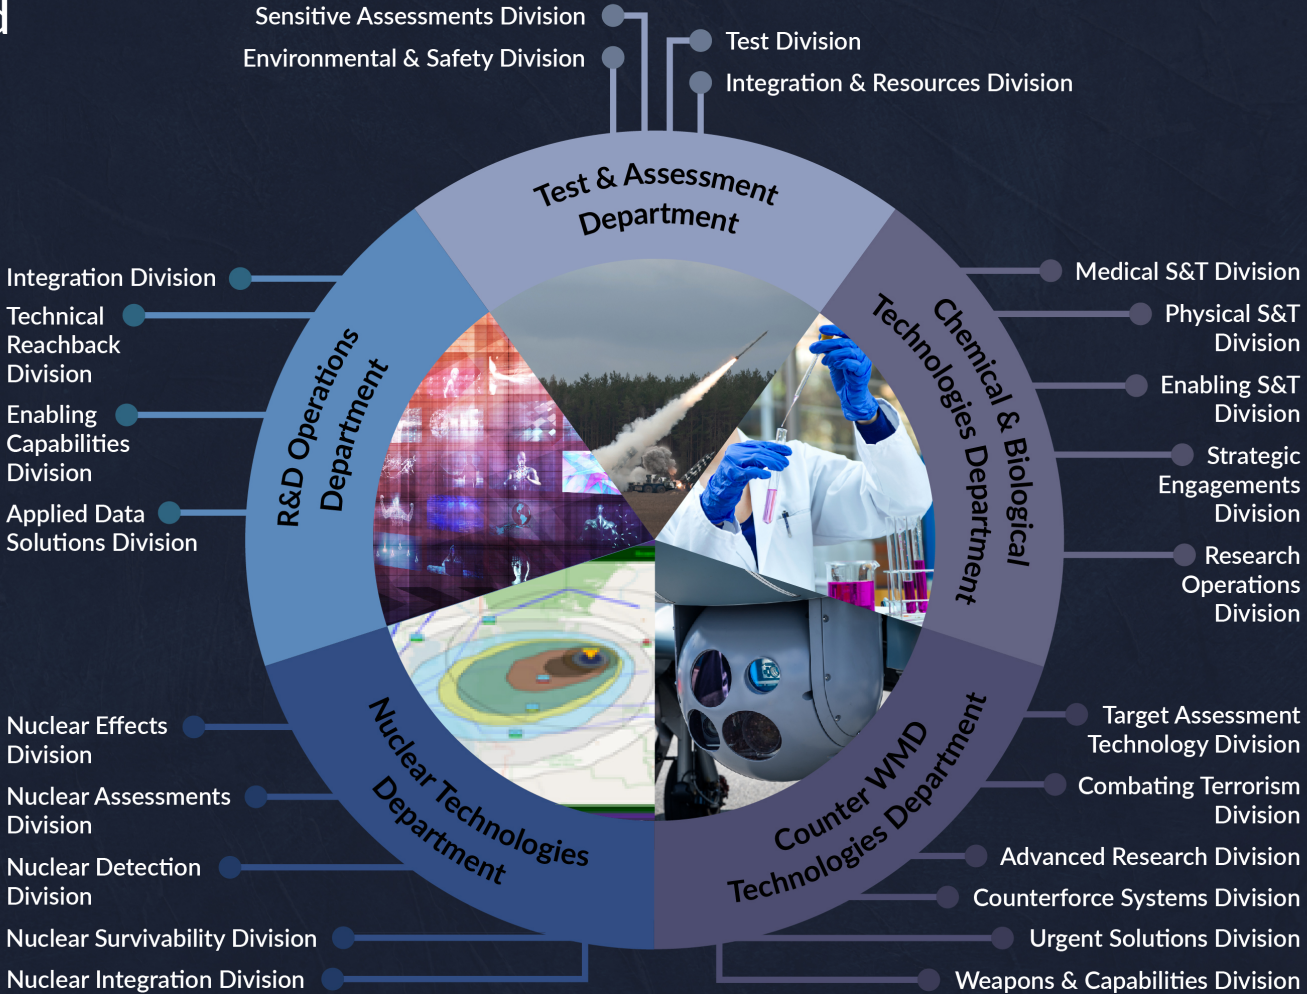 d
Sensitive Assessments Division
Environmental & Safety Division
Test Division
Integration & Resources Division
Test & Assessment
Department
Integration Division
Technical
Reachback
Division
Enabling
Capabilities
Division
Applied Data
Solutions Division
R&D Operations
Department
Chemical & Biological
Technologies Department
Medical S&T Division
Physical S&T
Division
Enabling S&T
Division
Strategic
Engagements
Division
Research
Operations
Division
Nuclear Effects
Division
Nuclear Assessments
Division
Nuclear Detection
Division
Nuclear Survivability Division
Nuclear Integration Division
Nuclear Technologies
Department
Counter WMD
Technologies Department
Target Assessment
Technology Division
Combating Terrorism
Division
Advanced Research Division
Counterforce Systems Division
Urgent Solutions Division
Weapons & Capabilities Division